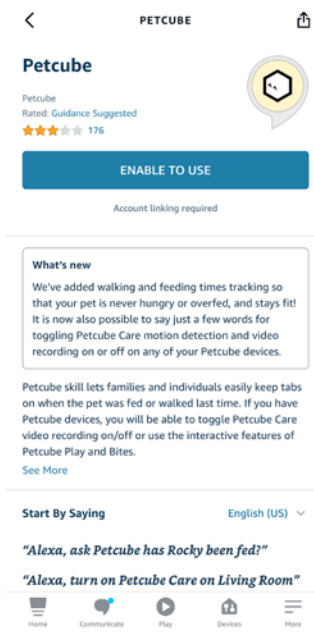 PETCUBE
Petcube
Petcube
Rated: Guidance Suggested
176
ENABLE TO USE
Account linking required
What's new
We've added walking and feeding times tracking so
that your pet is never hungry or overfed, and stays fit!
It is now also possible to say just a few words for
toggling Petcube Care motion detection and video
recording on or off on any of your Petcube devices.
Petcube skill lets families and individuals easily keep tabs
on when the pet was fed or walked last time. If you have
Petcube devices, you will be able to toggle Petcube Care
video recording on/off or use the interactive features of
Petcube Play and Bites.
See More
Start By Saying English (US)
“Alexa, ask Petcube has Rocky been fed?”
“Alexa, turn on Petcube Care on Living Room”
Home Communicate Play Devices More